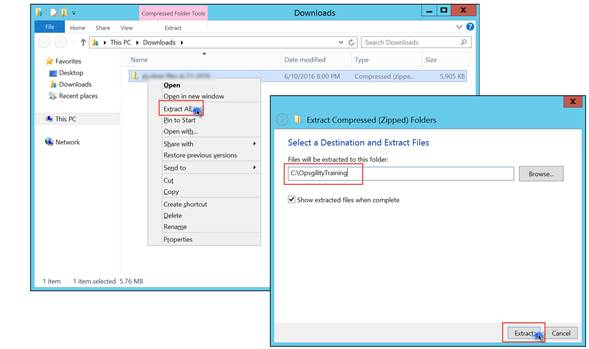 Compressed Folder Tools
Downloads
File Home Share View Extract
This PC Downloads
Search Downloads
Name Date modified Type Size
Favorites
Desktop
Downloads
Recent places
This PC
Network
6/10/2016 8:00 PM Compressed (zippe... 5,905 KB
Open
Open in new window
Extract All...
Pin to Start
Open with...
Share with
Restore previous versions
Send to
Cut
Copy
Create shortcut
Delete
Rename
Properties
1 item 1 item selected 5.76 MB
Extract Compressed (Zipped) Folders
Select a Destination and Extract Files
Files will be extracted to this folder:
C:\OpsgilityTraining
Browse...
Show extracted files when complete
Extract
Cancel